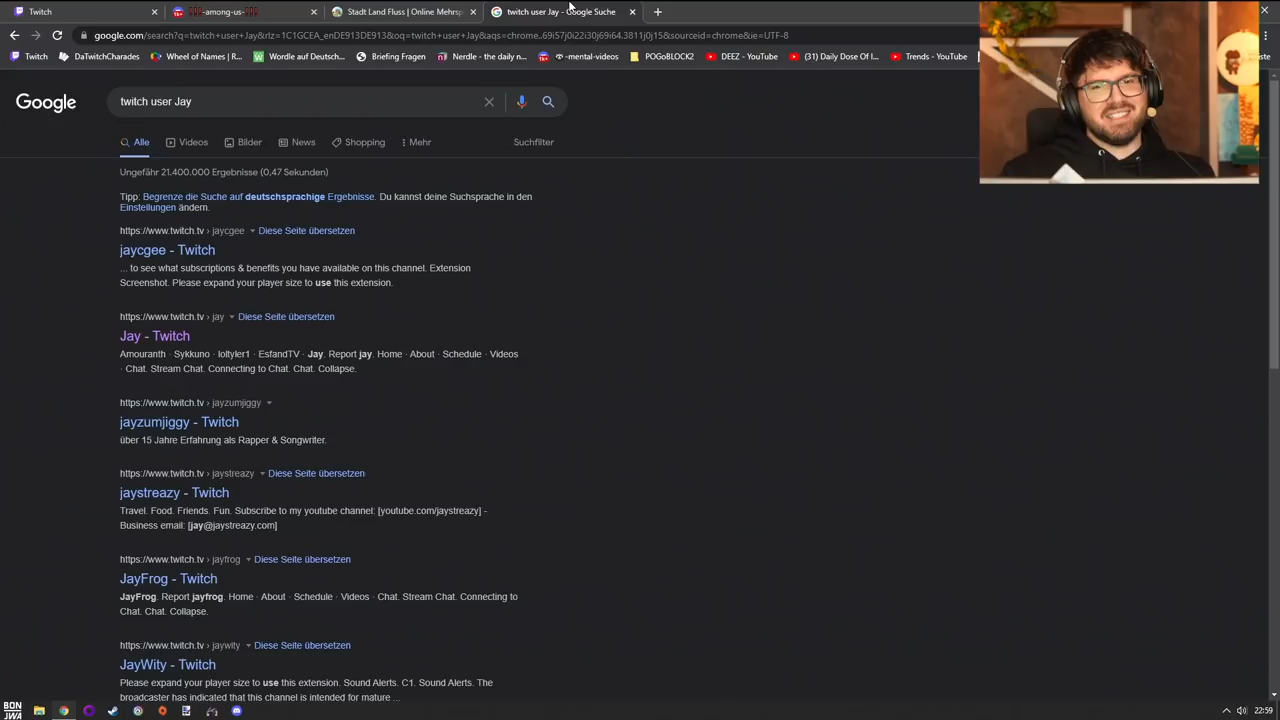 Twitch
-among-us-
Stadt Land Fluss | Online Mehrsp
twitch user Jay - Google Suche
google.com/search?q=twitch+user+Jay&rlz=1C1GCEA_enDE913DE913&oq=twitch+user+Jay&aqs=chrome..69i57j0i22i30j69i64.3811j0j15&sourceid=chrome&ie=UTF-8
Twitch
DaTwitchCharades
Wheel of Names | R...
Wordle auf Deutsch...
Briefing Fragen
Nerdle - the daily n...
-mental-videos
POGoBLOCK2
DEEZ - YouTube
(31) Daily Dose Of I...
Trends - YouTube
Google
twitch user Jay
Alle
Videos
Bilder
News
Shopping
Mehr
Suchfilter
Ungefähr 21.400.000 Ergebnisse (0,47 Sekunden)
Tipp: Begrenze die Suche auf deutschsprachige Ergebnisse. Du kannst deine Suchsprache in den
Einstellungen ändern.
https://www.twitch.tv › jaycgee Diese Seite übersetzen
jaycgee - Twitch
... to see what subscriptions & benefits you have available on this channel. Extension
Screenshot. Please expand your player size to use this extension.
https://www.twitch.tv › jay Diese Seite übersetzen
Jay - Twitch
Amouranth · Sykkuno · loltyler1 · EsfandTV · Jay. Report jay. Home · About · Schedule · Videos
· Chat. Stream Chat. Connecting to Chat. Chat. Collapse.
https://www.twitch.tv › jayzumjiggy
jayzumjiggy - Twitch
über 15 Jahre Erfahrung als Rapper & Songwriter.
https://www.twitch.tv › jaystreazy Diese Seite übersetzen
jaystreazy - Twitch
Travel. Food. Friends. Fun. Subscribe to my youtube channel: [youtube.com/jaystreazy] -
Business email: [jay@jaystreazy.com]
https://www.twitch.tv › jayfrog Diese Seite übersetzen
JayFrog - Twitch
JayFrog. Report jayfrog. Home · About · Schedule · Videos · Chat. Stream Chat. Connecting to
Chat. Chat. Collapse.
https://www.twitch.tv › jaywity Diese Seite übersetzen
JayWity - Twitch
Please expand your player size to use this extension. Sound Alerts. C1. Sound Alerts. The
broadcaster has indicated that this channel is intended for mature ...
BON
JWA
22:59